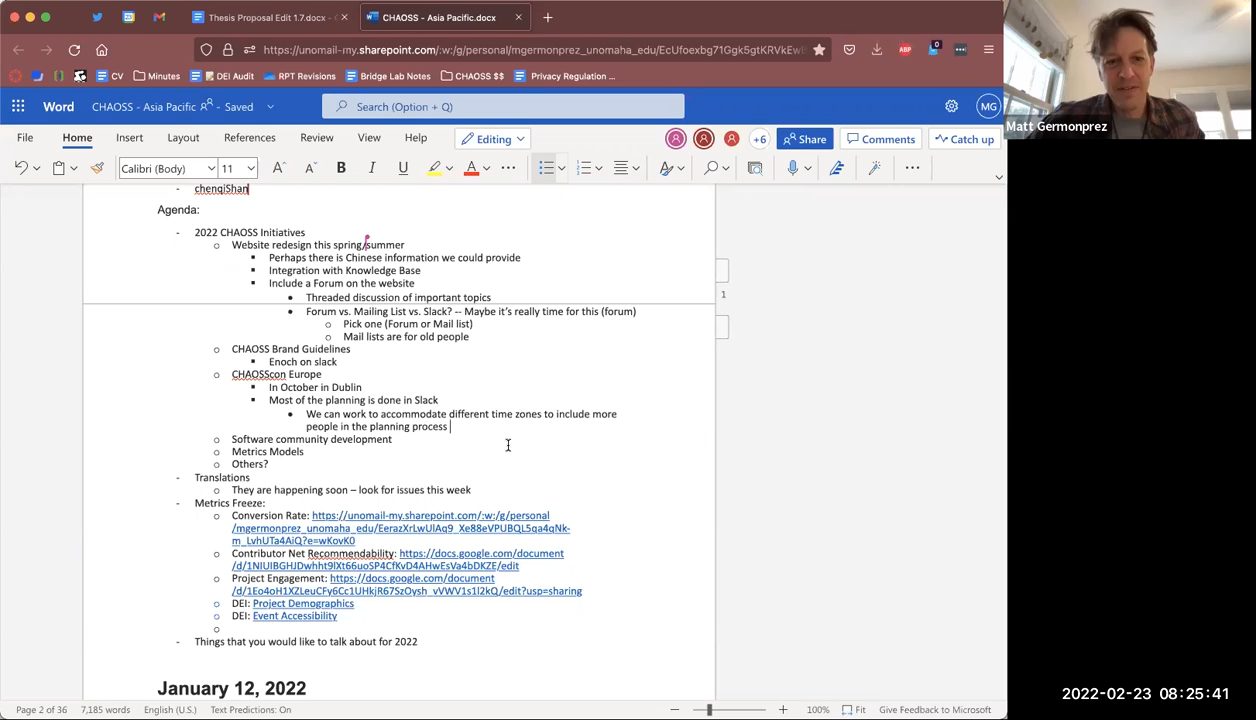 Thesis Proposal Edit 1.7.docx -
CHAOSS - Asia Pacific.docx
https://unomail-my.sharepoint.com/:w:/g/personal/mgermonprez_unomaha_edu/EcUfoexbg71Ggk5gtKRVkEw
CV Minutes DEI Audit RPT Revisions Bridge Lab Notes CHAOSS $$ Privacy Regulation ...
Matt Germonprez
Word CHAOSS - Asia Pacific - Saved Search (Option + Q) MG
File Home Insert Layout References Review View Help Editing +6 Share Comments Catch up
Calibri (Body) 11 B I U A
- chenqiShan
Agenda:
- 2022 CHAOSS Initiatives
o Website redesign this spring/summer
▪ Perhaps there is Chinese information we could provide
▪ Integration with Knowledge Base
▪ Include a Forum on the website
• Threaded discussion of important topics
1
• Forum vs. Mailing List vs. Slack? -- Maybe it's really time for this (forum)
o Pick one (Forum or Mail list)
o Mail lists are for old people
o CHAOSS Brand Guidelines
▪ Enoch on slack
o CHAOSScon Europe
▪ In October in Dublin
▪ Most of the planning is done in Slack
• We can work to accommodate different time zones to include more
people in the planning process
o Software community development
o Metrics Models
o Others?
- Translations
o They are happening soon – look for issues this week
- Metrics Freeze:
o Conversion Rate: https://unomail-my.sharepoint.com/:w:/g/personal
/mgermonprez_unomaha_edu/EerazXrLwUlAq9_Xe88eVPUBQL5qa4qNk-
m_LvhUTa4AiQ?e=wKovK0
o Contributor Net Recommendability: https://docs.google.com/document
/d/1NIUIBGHJDwhht9lXt66uoSP4CfKvD4AHwEsVa4bDKZE/edit
o Project Engagement: https://docs.google.com/document
/d/1Eo4oH1XZLeuCFy6Cc1UHkjR67SzOysh_vVWV1s1l2kQ/edit?usp=sharing
o DEI: Project Demographics
o DEI: Event Accessibility
o
- Things that you would like to talk about for 2022
January 12, 2022
2022-02-23 08:25:41
Page 2 of 36 7,185 words English (U.S.) Text Predictions: On 100% Fit Give Feedback to Microsoft